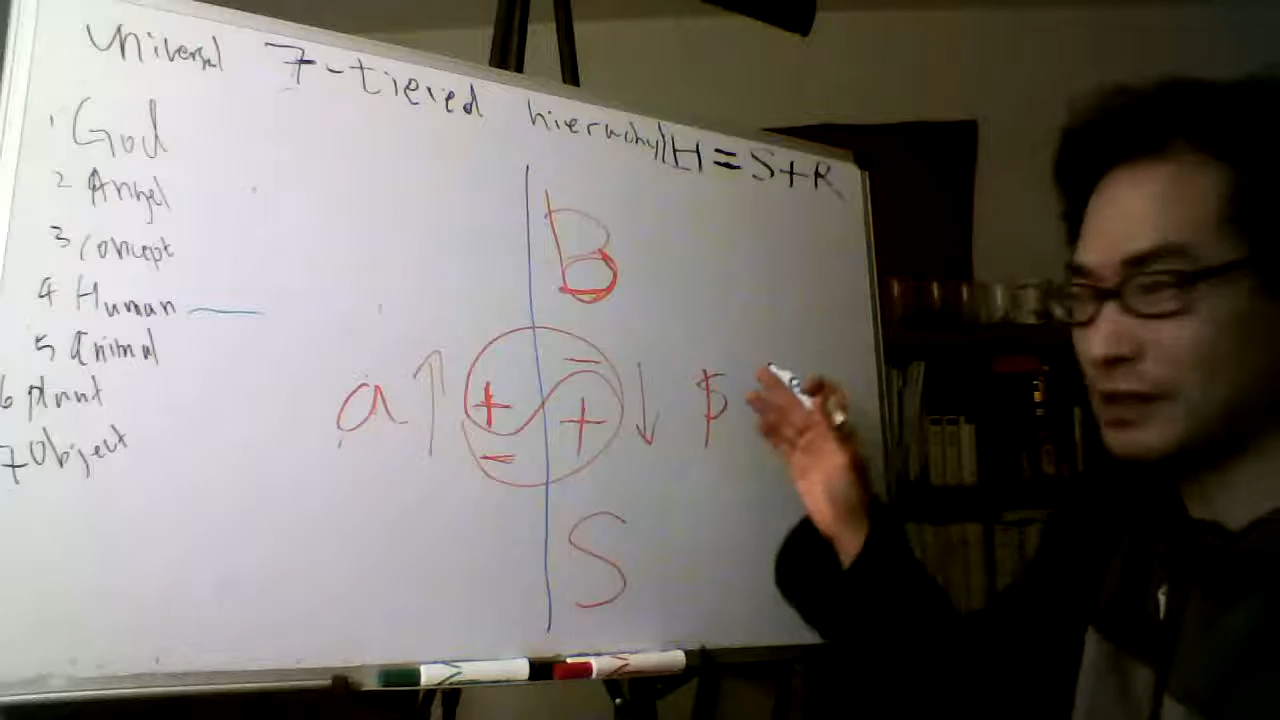 Universal 7-tiered hierarchy H = S+R
1 God
2 Angel
3 Concept
4 Human
5 animal
6 plant
7 Object
B
a ↑ + - - + ↓ $
S